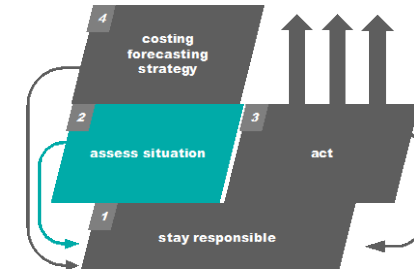 4
costing
forecasting
strategy
2
assess situation
3
act
1
stay responsible